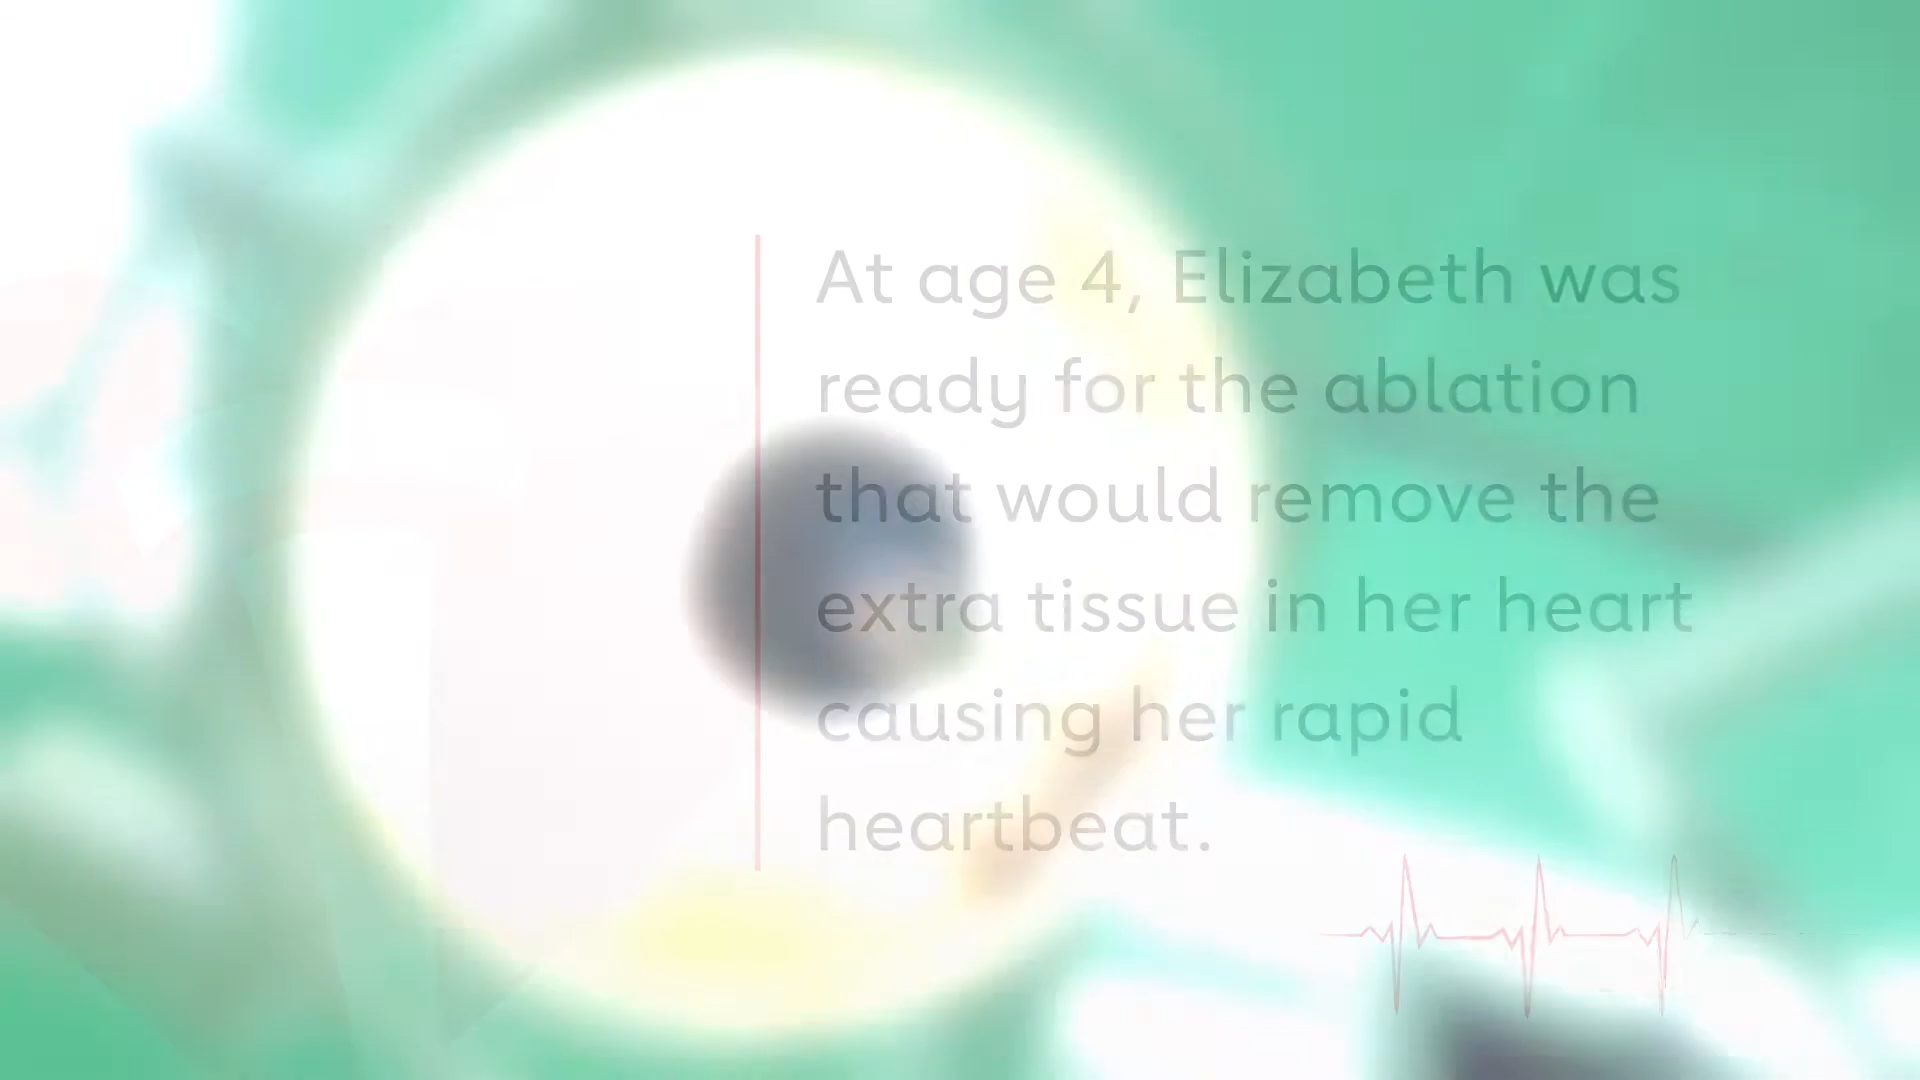 At age 4, Elizabeth was
ready for the ablation
that would remove the
extra tissue in her heart
causing her rapid
heartbeat.